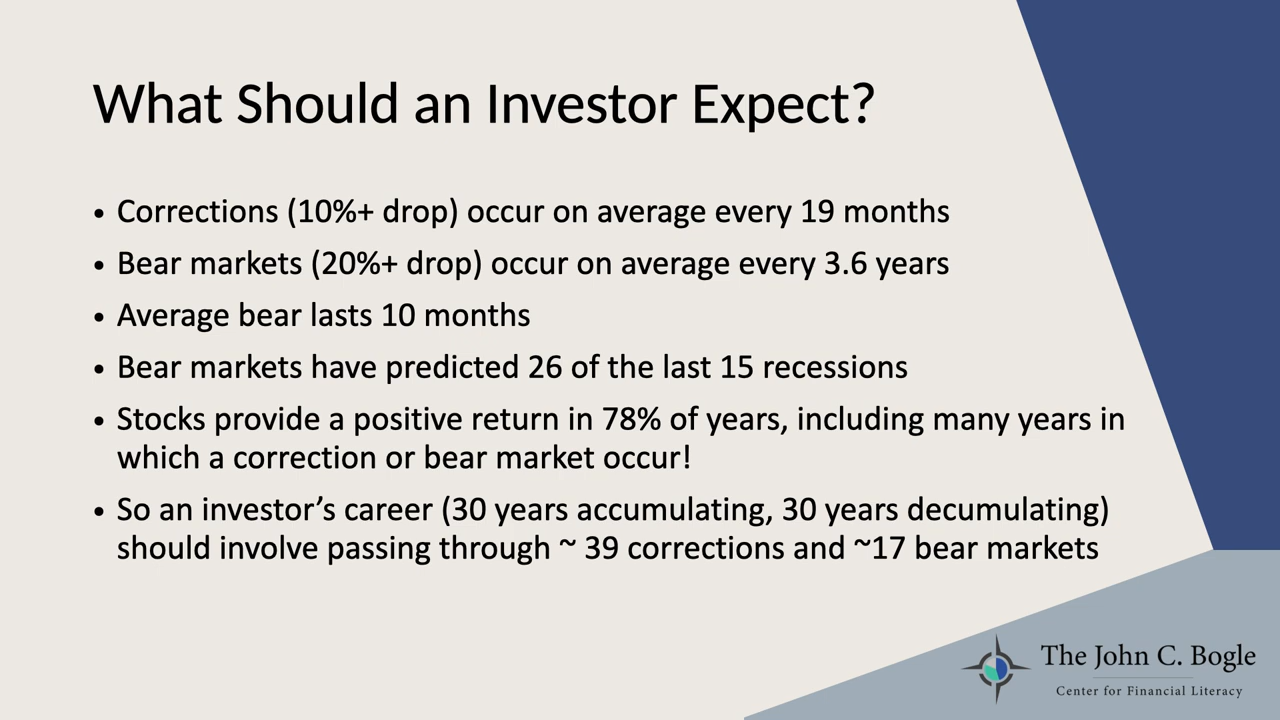 What Should an Investor Expect?
• Corrections (10%+ drop) occur on average every 19 months
• Bear markets (20%+ drop) occur on average every 3.6 years
• Average bear lasts 10 months
• Bear markets have predicted 26 of the last 15 recessions
• Stocks provide a positive return in 78% of years, including many years in
which a correction or bear market occur!
• So an investor’s career (30 years accumulating, 30 years decumulating)
should involve passing through ~ 39 corrections and ~17 bear markets
The John C. Bogle
Center for Financial Literacy